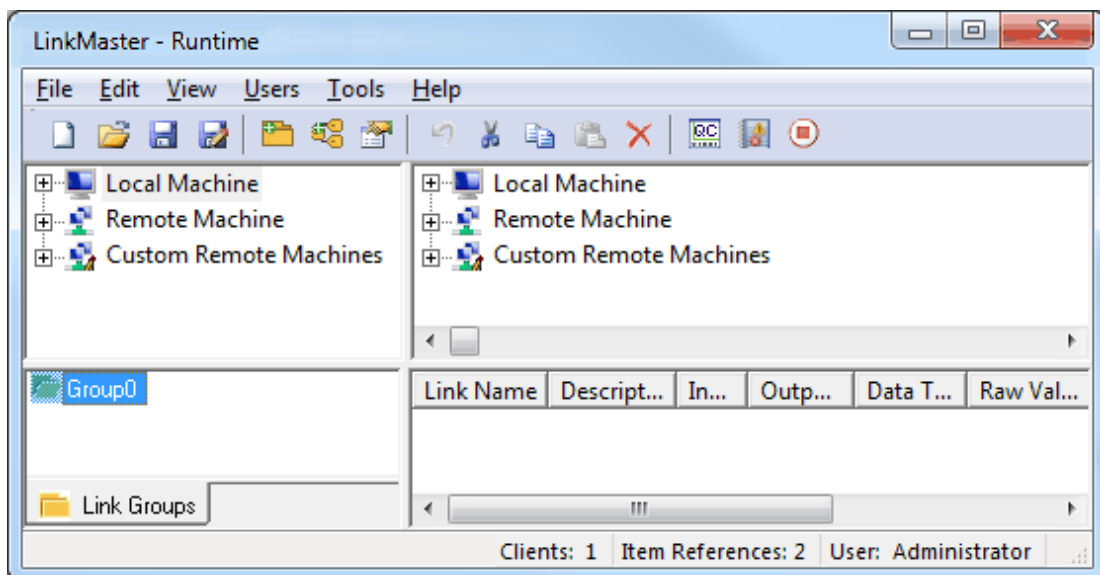 LinkMaster - Runtime
File Edit View Users Tools Help
QC
Local Machine
Remote Machine
Custom Remote Machines
Local Machine
Remote Machine
Custom Remote Machines
Group0
Link Groups
Link Name Descript... In... Outp... Data T... Raw Val...
Clients: 1 Item References: 2 User: Administrator